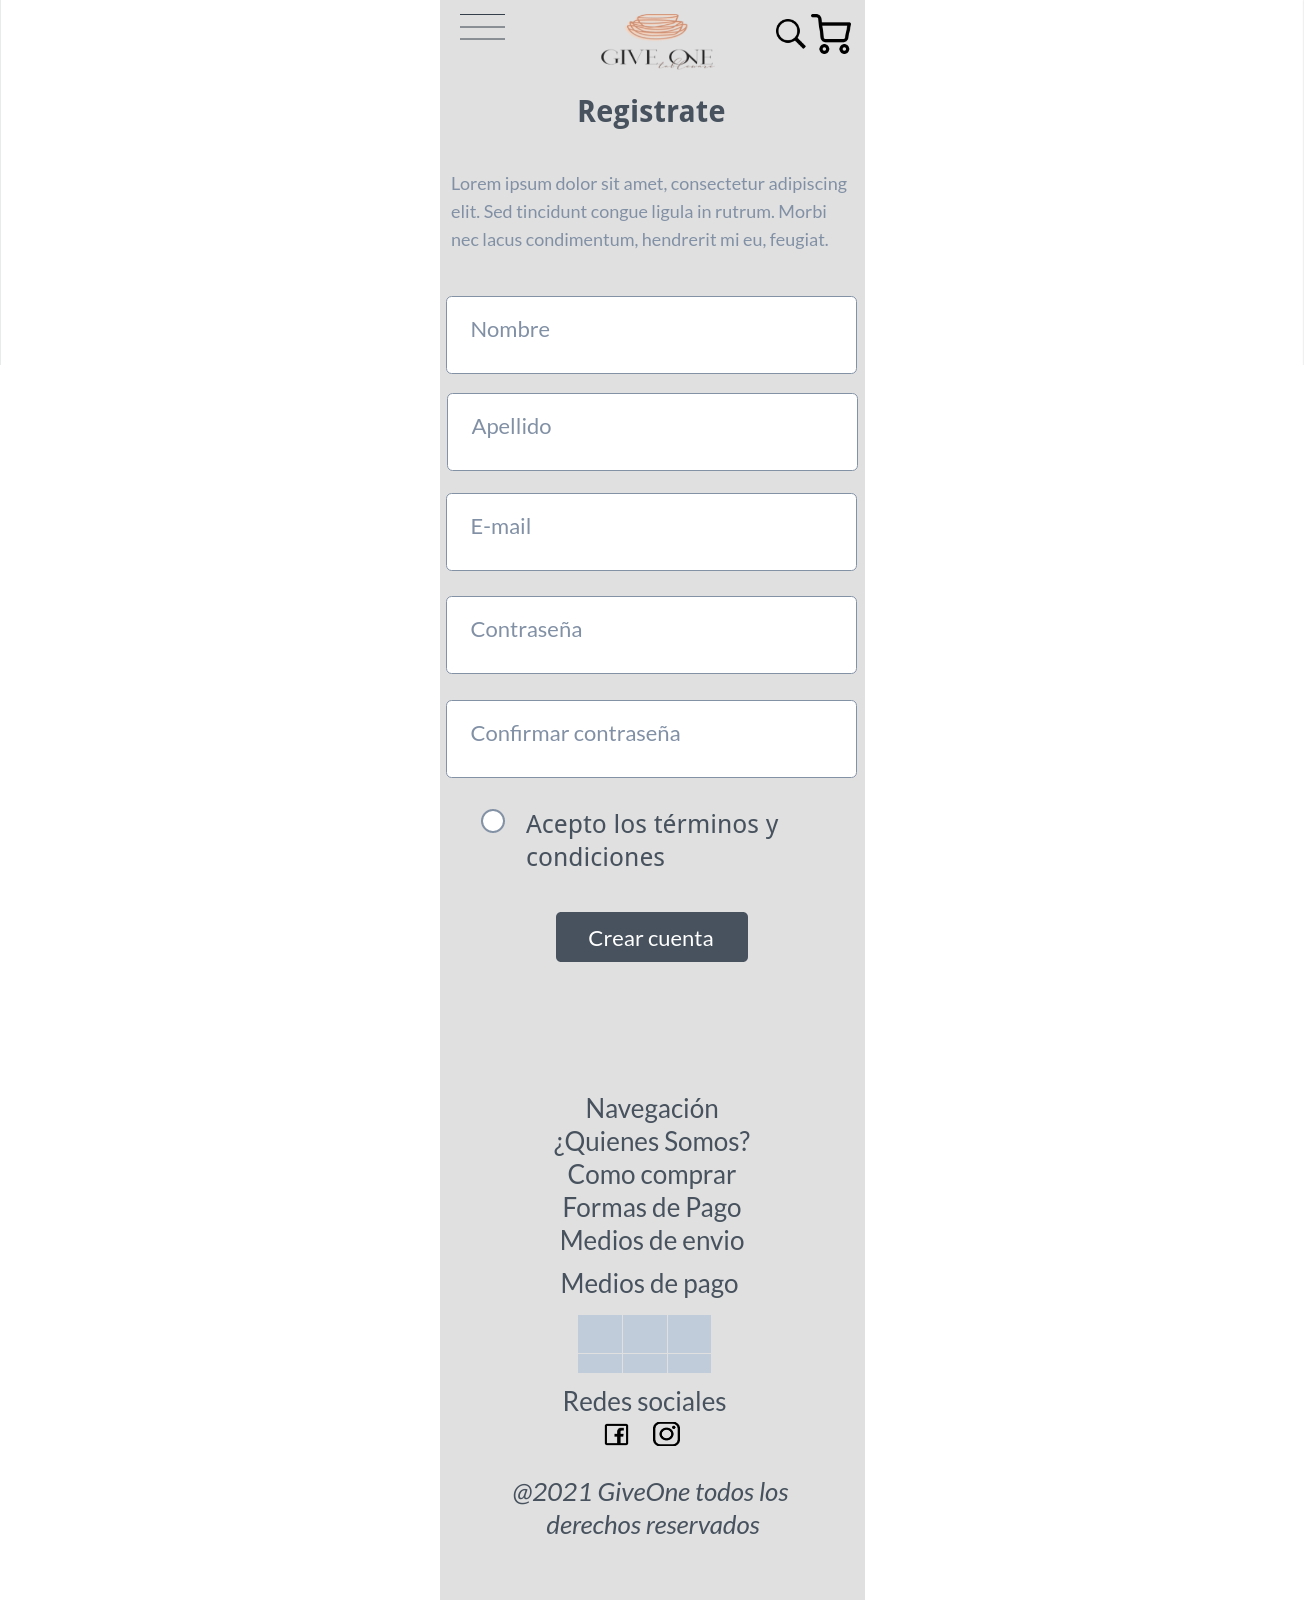 GIVE ONE
tableware
Registrate
Lorem ipsum dolor sit amet, consectetur adipiscing
elit. Sed tincidunt congue ligula in rutrum. Morbi
nec lacus condimentum, hendrerit mi eu, feugiat.
Nombre
Apellido
E-mail
Contraseña
Confirmar contraseña
Acepto los términos y
condiciones
Crear cuenta
Navegación
¿Quienes Somos?
Como comprar
Formas de Pago
Medios de envio
Medios de pago
Redes sociales
@2021 GiveOne todos los
derechos reservados